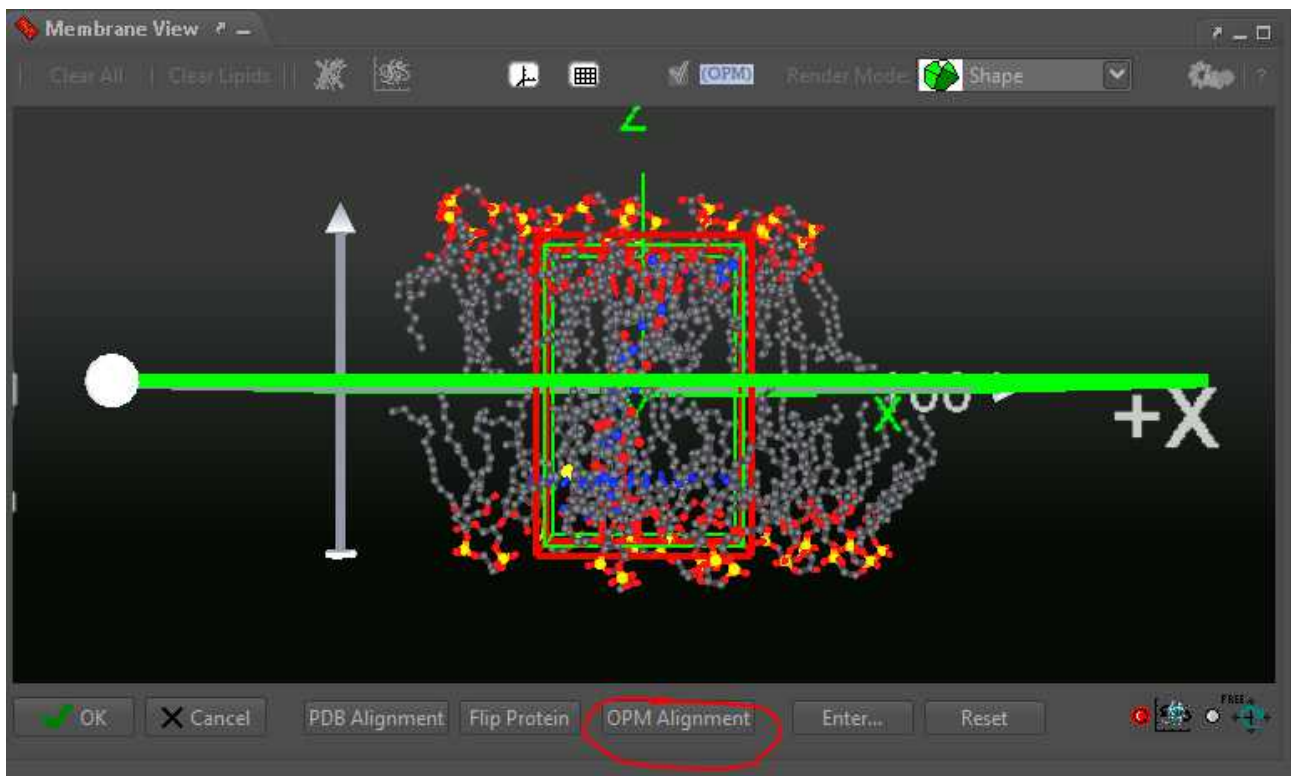 Membrane View
Clear All Clear Lipids (OPM) Render Mode: Shape ?
Z
100
X
+X
OK Cancel PDB Alignment Flip Protein OPM Alignment Enter... Reset FREE